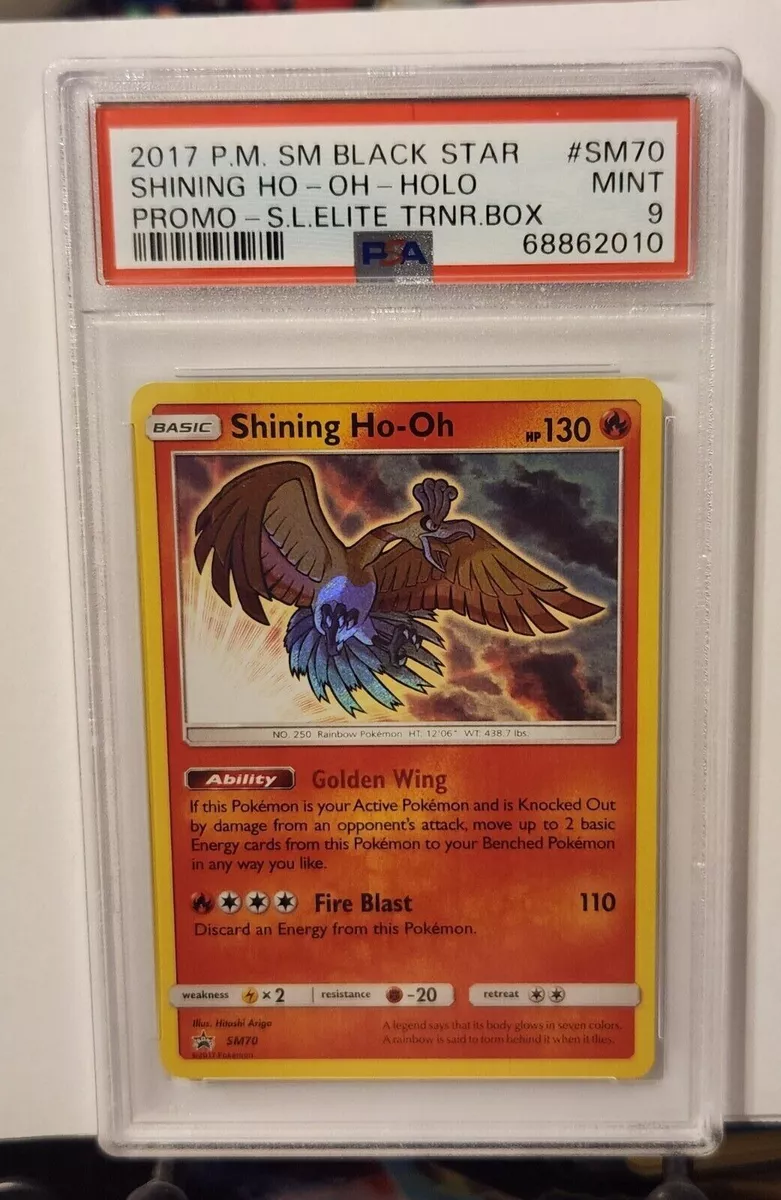 2017 P.M. SM BLACK STAR #SM70
SHINING HO-OH-HOLO MINT
PROMO-S.L.ELITE TRNR.BOX 9
PSA 68862010
BASIC Shining Ho-Oh HP 130
NO. 250 Rainbow Pokémon HT: 12'06" WT: 438.7 lbs.
Ability Golden Wing
If this Pokémon is your Active Pokémon and is Knocked Out
by damage from an opponent's attack, move up to 2 basic
Energy cards from this Pokémon to your Benched Pokémon
in any way you like.
Fire Blast 110
Discard an Energy from this Pokémon.
weakness ×2 resistance -20 retreat
Illus. Hitoshi Ariga A legend says that its body glows in seven colors.
SM70 A rainbow is said to form behind it when it flies.
©2017 Pokémon